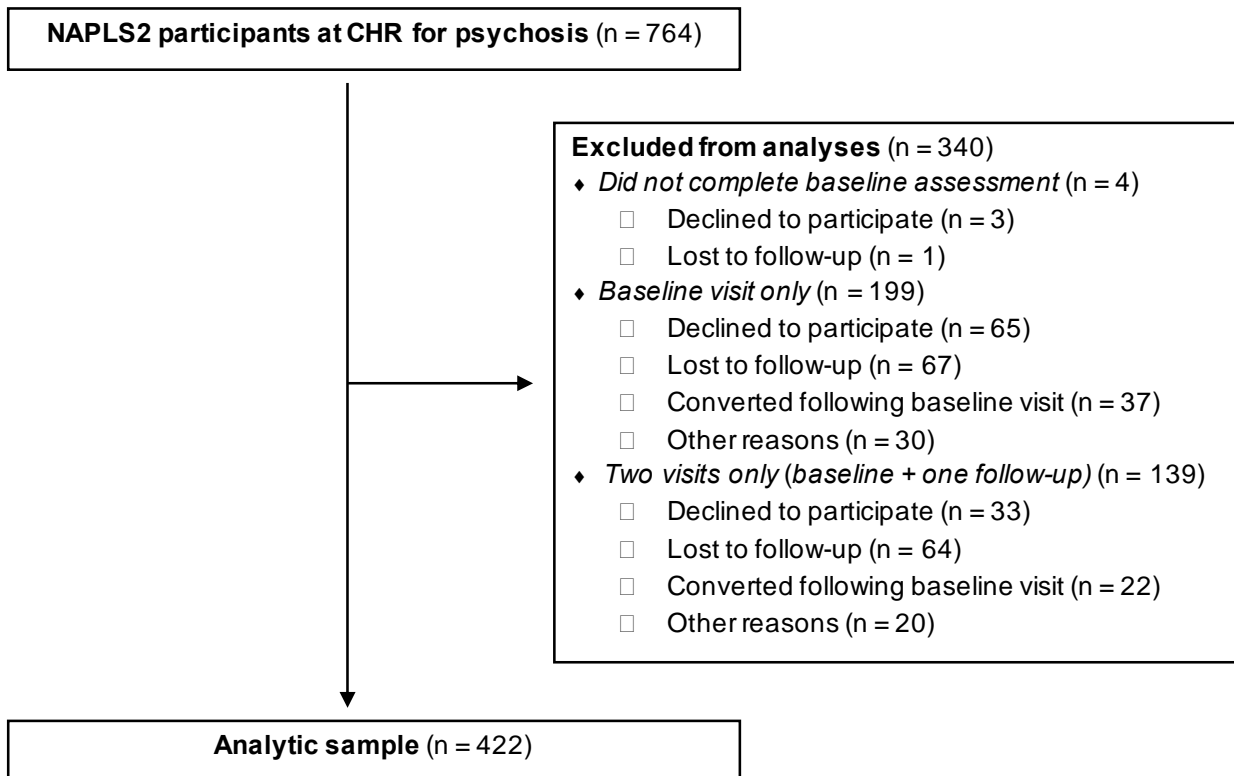 NAPLS2 participants at CHR for psychosis (n = 764)
Excluded from analyses (n = 340)
♦ Did not complete baseline assessment (n = 4)
□ Declined to participate (n = 3)
□ Lost to follow-up (n = 1)
♦ Baseline visit only (n = 199)
□ Declined to participate (n = 65)
□ Lost to follow-up (n = 67)
□ Converted following baseline visit (n = 37)
□ Other reasons (n = 30)
♦ Two visits only (baseline + one follow-up) (n = 139)
□ Declined to participate (n = 33)
□ Lost to follow-up (n = 64)
□ Converted following baseline visit (n = 22)
□ Other reasons (n = 20)
Analytic sample (n = 422)